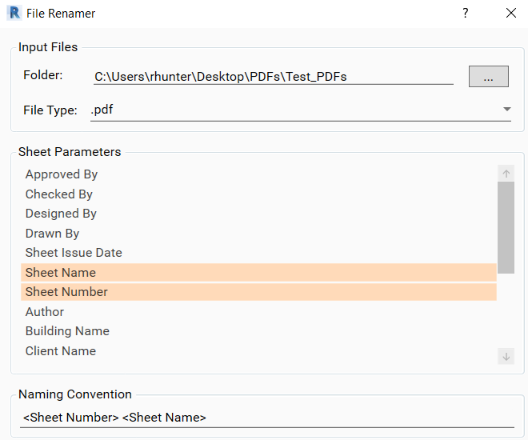 File Renamer
Input Files
Folder: C:\Users\rhunter\Desktop\PDFs\Test_PDFs ...
File Type: .pdf
Sheet Parameters
Approved By
Checked By
Designed By
Drawn By
Sheet Issue Date
Sheet Name
Sheet Number
Author
Building Name
Client Name
Naming Convention
<Sheet Number> <Sheet Name>